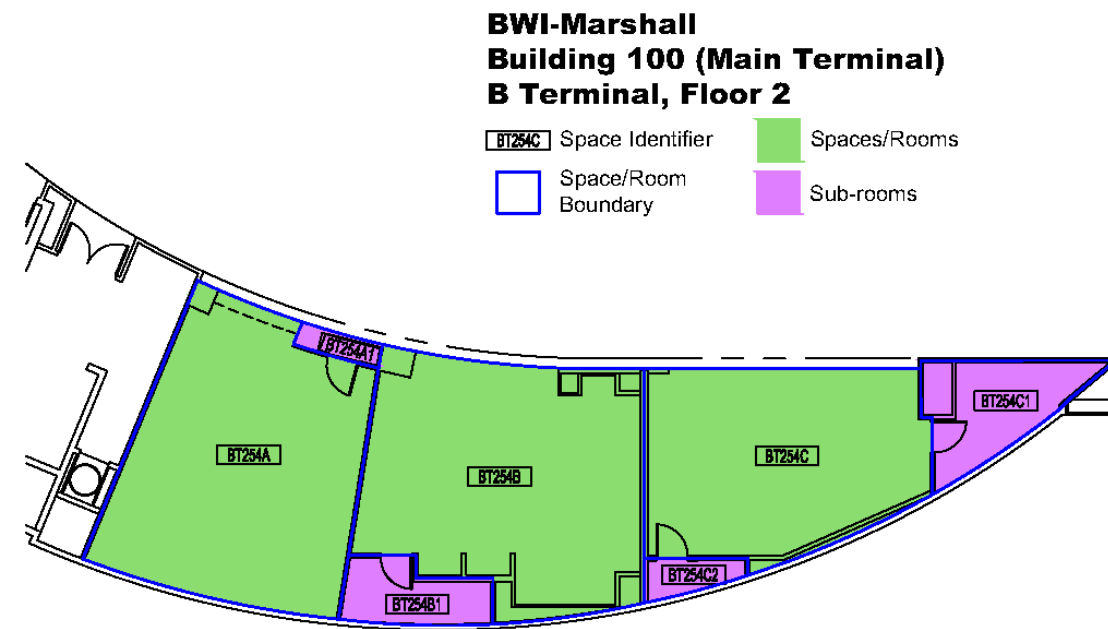 BWI-Marshall
Building 100 (Main Terminal)
B Terminal, Floor 2
BT254C Space Identifier
Spaces/Rooms
Space/Room
Boundary
Sub-rooms
BT254A1
BT254C1
BT254A
BT254C
BT254B
BT254C2
BT254B1